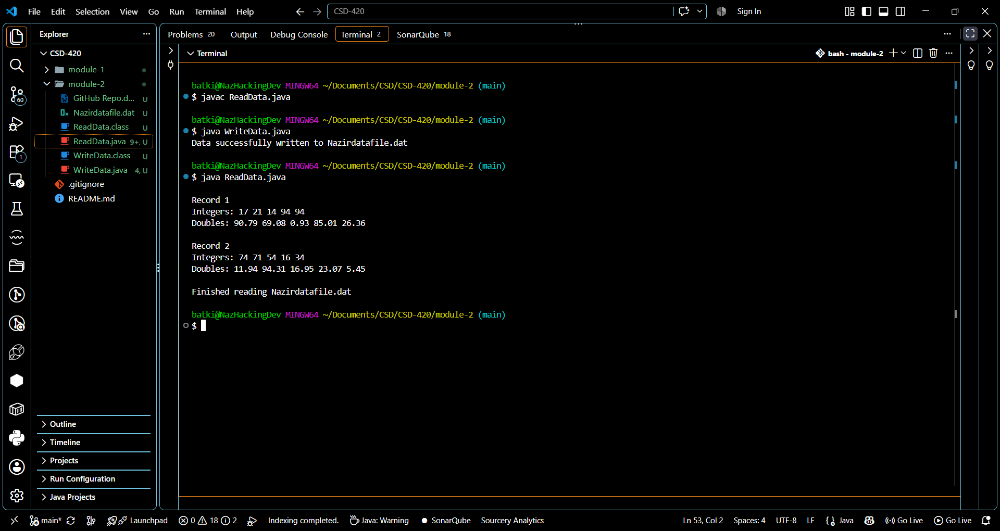 File Edit Selection View Go Run Terminal Help
CSD-420
Sign In
Explorer
CSD-420
module-1
module-2
GitHub Repo.d... U
Nazirdatafile.dat U
ReadData.class U
ReadData.java 9+, U
WriteData.class U
WriteData.java 4, U
.gitignore
README.md
60
1
Outline
Timeline
Projects
Run Configuration
Java Projects
Problems 20 Output Debug Console Terminal 2 SonarQube 18
Terminal
bash - module-2
batki@NazHackingDev MINGW64 ~/Documents/CSD/CSD-420/module-2 (main)
$ javac ReadData.java
batki@NazHackingDev MINGW64 ~/Documents/CSD/CSD-420/module-2 (main)
$ java WriteData.java
Data successfully written to Nazirdatafile.dat
batki@NazHackingDev MINGW64 ~/Documents/CSD/CSD-420/module-2 (main)
$ java ReadData.java
Record 1
Integers: 17 21 14 94 94
Doubles: 90.79 69.08 0.93 85.01 26.36
Record 2
Integers: 74 71 54 16 34
Doubles: 11.94 94.31 16.95 23.07 5.45
Finished reading Nazirdatafile.dat
batki@NazHackingDev MINGW64 ~/Documents/CSD/CSD-420/module-2 (main)
$
main* Launchpad 0 18 2 Indexing completed. Java: Warning SonarQube Sourcery Analytics Ln 53, Col 2 Spaces: 4 UTF-8 LF Java Go Live Go Live